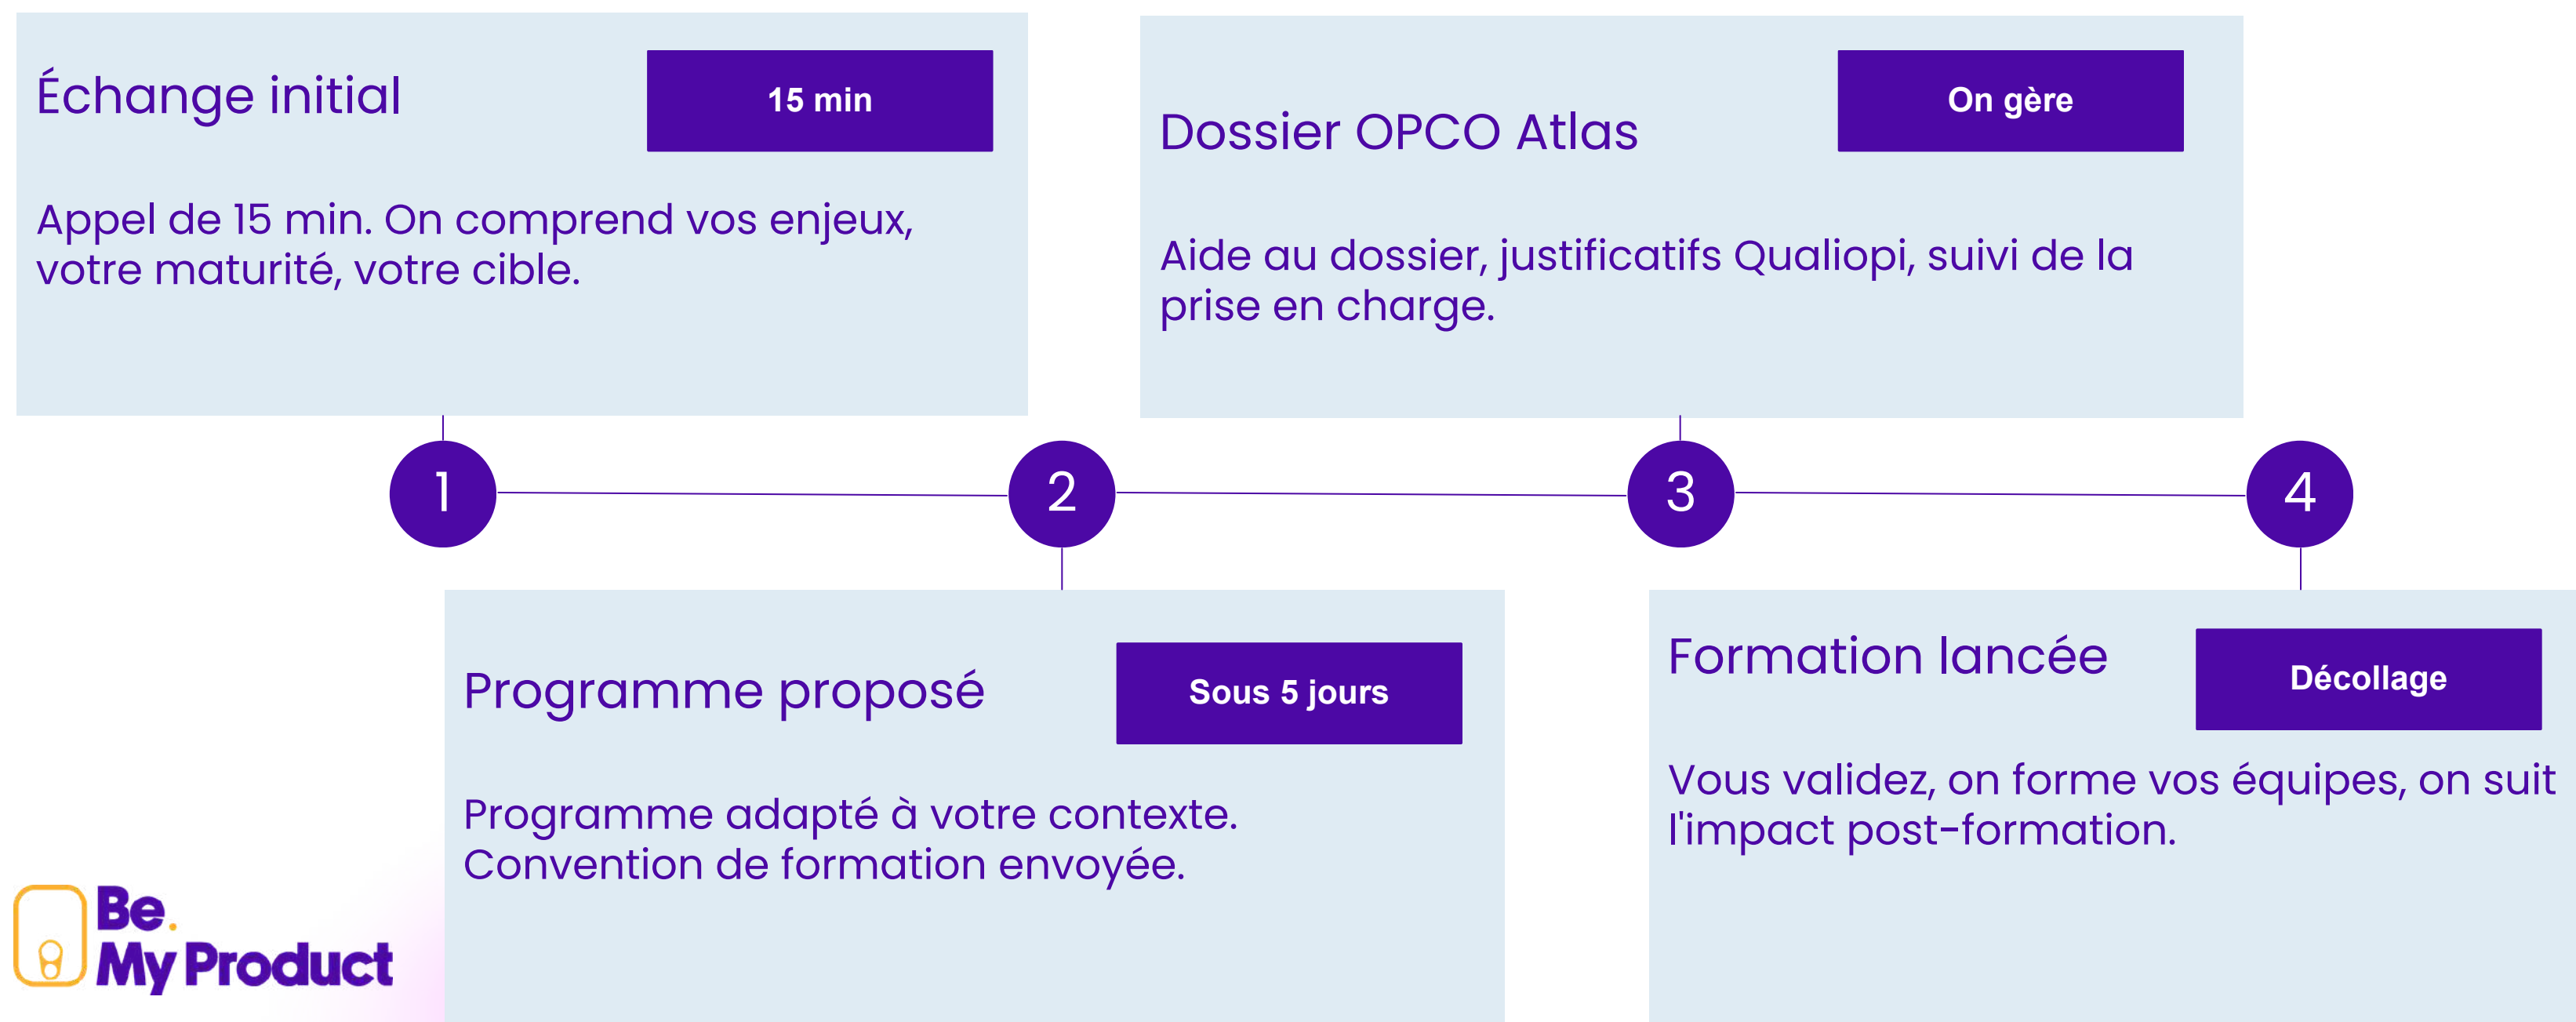 Échange initial
15 min
Appel de 15 min. On comprend vos enjeux,
votre maturité, votre cible.
Dossier OPCO Atlas
On gère
Aide au dossier, justificatifs Qualiopi, suivi de la
prise en charge.
1
2
3
4
Programme proposé
Sous 5 jours
Programme adapté à votre contexte.
Convention de formation envoyée.
Formation lancée
Décollage
Vous validez, on forme vos équipes, on suit
l'impact post-formation.
Be.
My Product